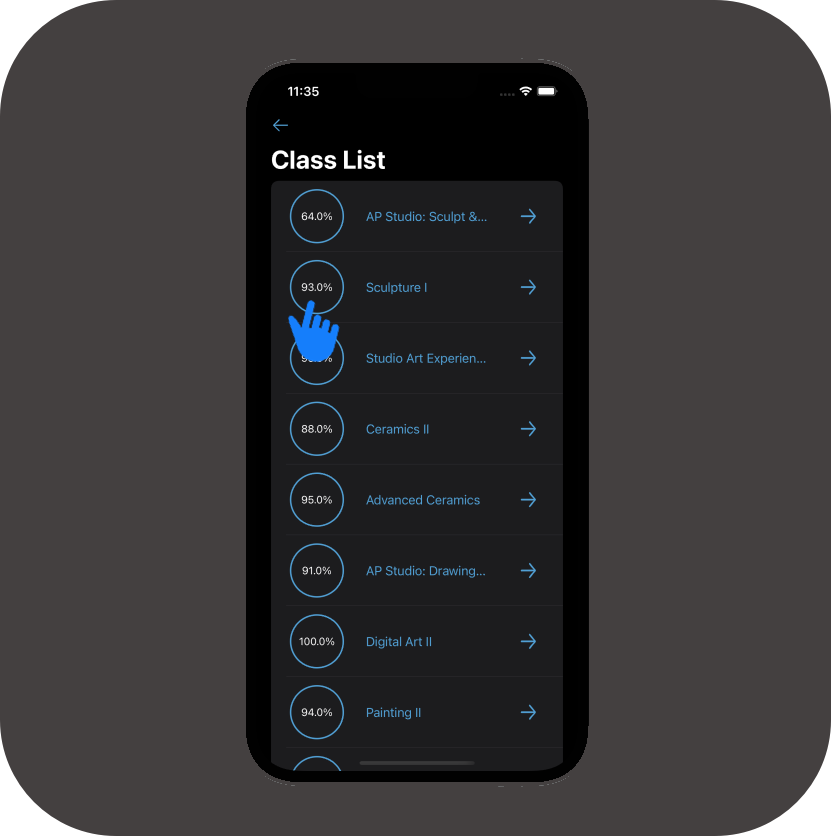 11:35
Class List
64.0% AP Studio: Sculpt &...
93.0% Sculpture I
Studio Art Experien...
88.0% Ceramics II
95.0% Advanced Ceramics
91.0% AP Studio: Drawing...
100.0% Digital Art II
94.0% Painting II